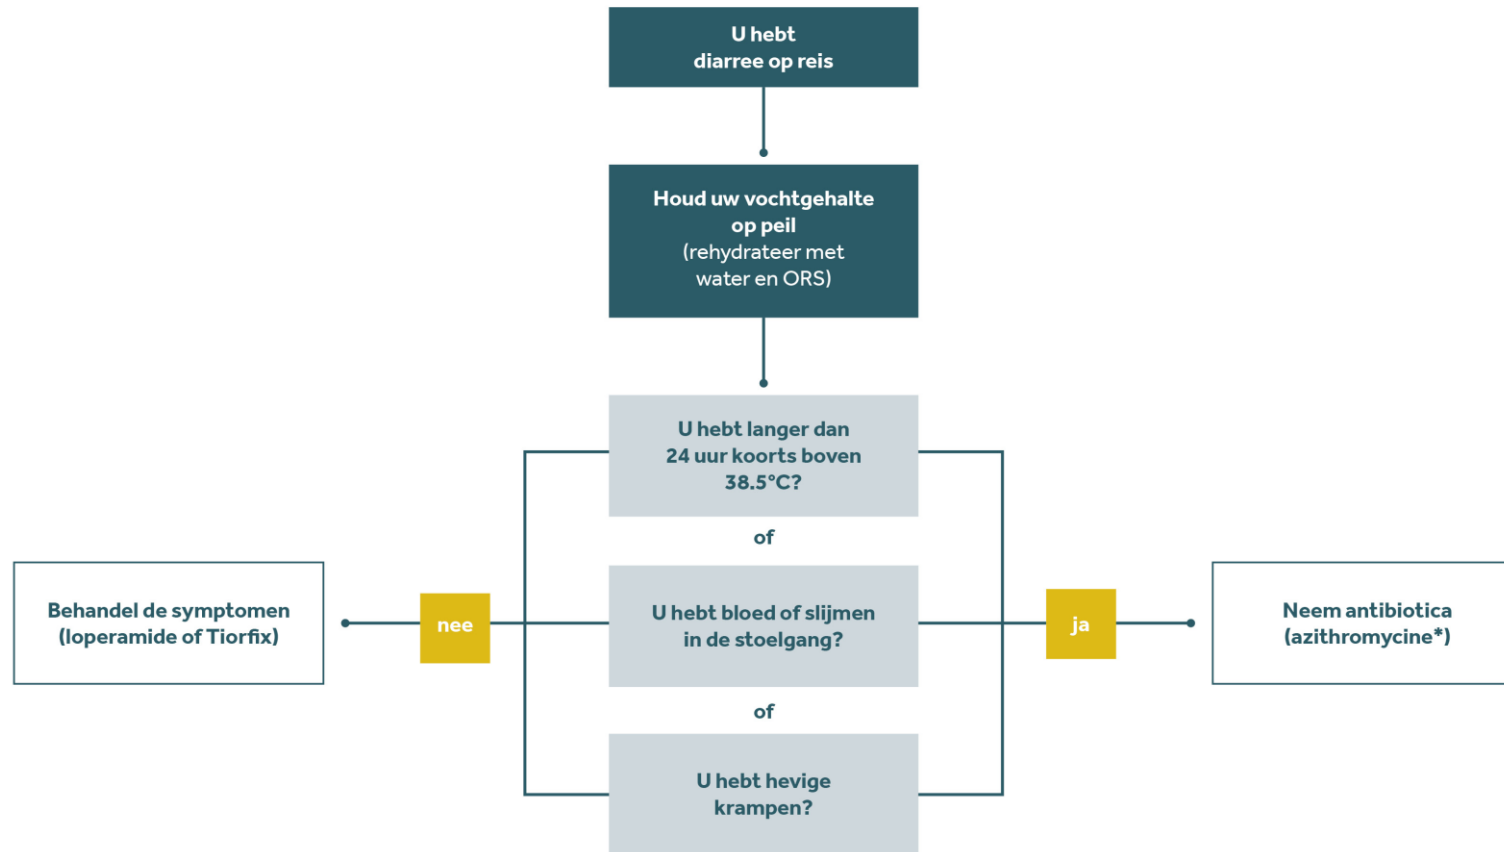 U hebt
diarree op reis
Houd uw vochtgehalte
op peil
(rehydrateer met
water en ORS)
U hebt langer dan
24 uur koorts boven
38.5°C?
of
Behandel de symptomen
(loperamide of Tiorfix)
nee
U hebt bloed of slijmen
in de stoelgang?
ja
Neem antibiotica
(azithromycine*)
of
U hebt hevige
krampen?